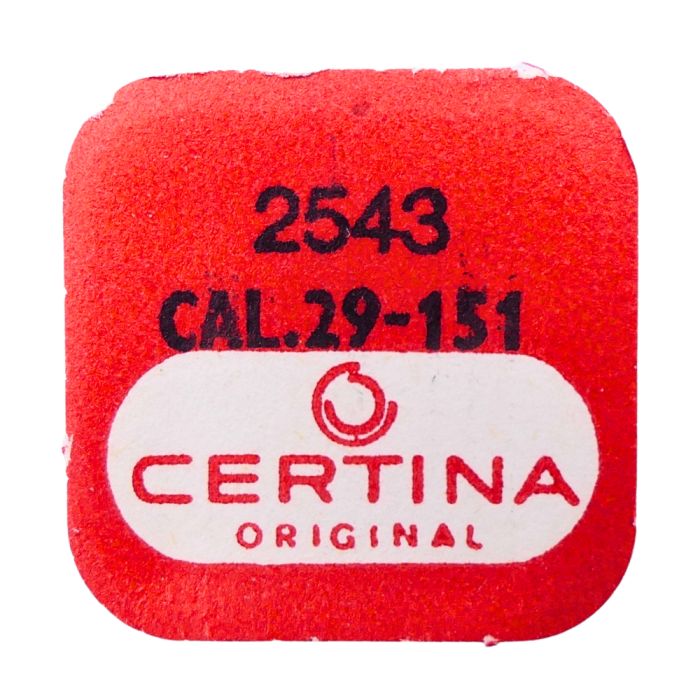 2543
CAL.29-151
CERTINA
ORIGINAL